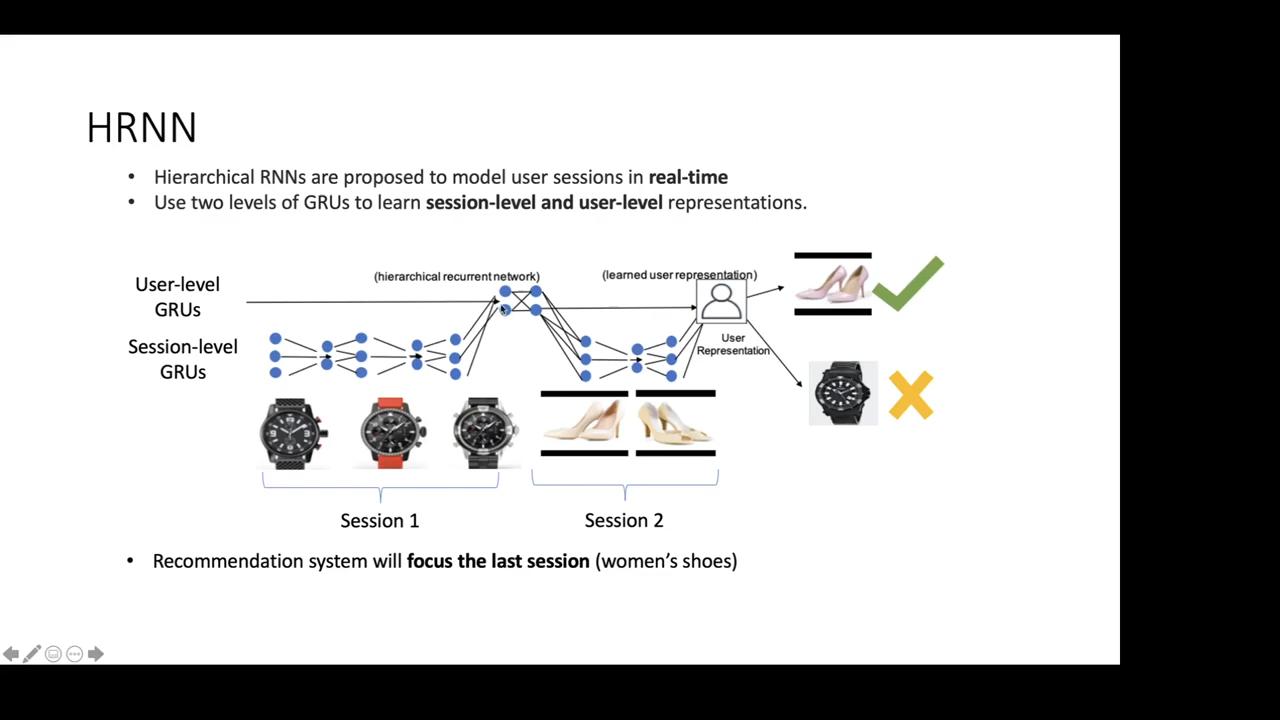 HRNN
• Hierarchical RNNs are proposed to model user sessions in real-time
• Use two levels of GRUs to learn session-level and user-level representations.
User-level
GRUs
(hierarchical recurrent network)
(learned user representation)
Session-level
GRUs
User
Representation
Session 1
Session 2
• Recommendation system will focus the last session (women's shoes)